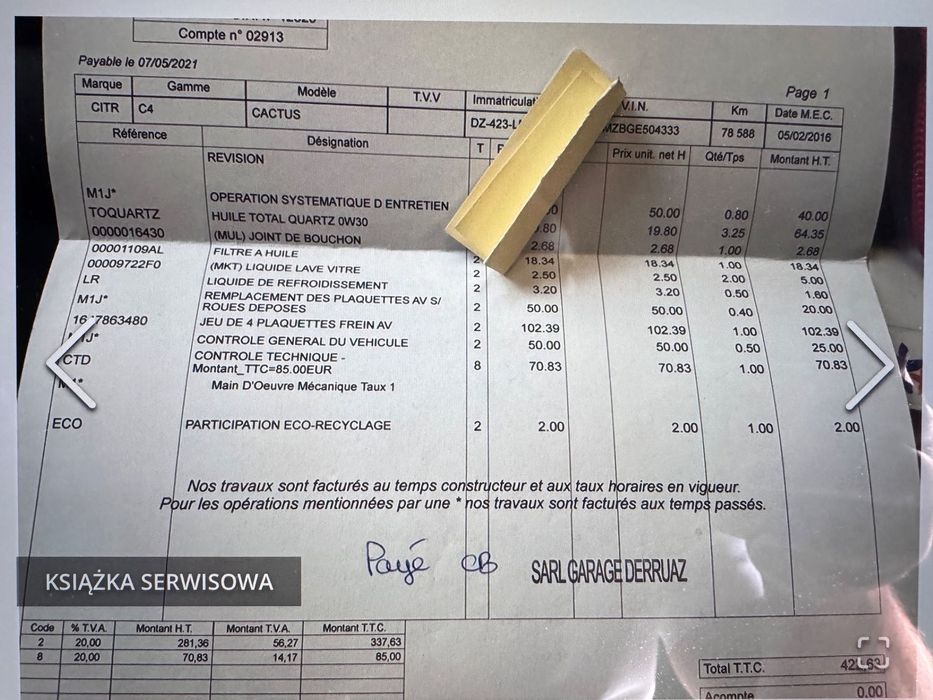 Compte n° 02913
Payable le 07/05/2021
Page 1
Marque Gamme Modèle T.V.V Immatricula V.I.N. Km Date M.E.C.
CITR C4 CACTUS DZ-423-L MZBGE504333 78 588 05/02/2016
Référence Désignation T P Prix unit. net H Qté/Tps Montant H.T.
REVISION
M1J* OPERATION SYSTEMATIQUE D ENTRETIEN 50.00 0.80 40.00
TOQUARTZ HUILE TOTAL QUARTZ 0W30 .80 19.80 3.25 64.35
0000016430 (MUL) JOINT DE BOUCHON 2.68 2.68 1.00 2.68
00001109AL FILTRE A HUILE 2 18.34 18.34 1.00 18.34
00009722F0 (MKT) LIQUIDE LAVE VITRE 2 2.50 2.50 2.00 5.00
LR LIQUIDE DE REFROIDISSEMENT 2 3.20 3.20 0.50 1.60
M1J* REMPLACEMENT DES PLAQUETTES AV S/ 2 50.00 50.00 0.40 20.00
ROUES DEPOSES
16 7863480 JEU DE 4 PLAQUETTES FREIN AV 2 102.39 102.39 1.00 102.39
J* CONTROLE GENERAL DU VEHICULE 2 50.00 50.00 0.50 25.00
CTD CONTROLE TECHNIQUE - 8 70.83 70.83 1.00 70.83
Montant_TTC=85.00EUR
Main D'Oeuvre Mécanique Taux 1
ECO PARTICIPATION ECO-RECYCLAGE 2 2.00 2.00 1.00 2.00
Nos travaux sont facturés au temps constructeur et aux taux horaires en vigueur.
Pour les opérations mentionnées par une * nos travaux sont facturés aux temps passés.
Payé CB SARL GARAGE DERRUAZ
KSIĄŻKA SERWISOWA
Code % T.V.A. Montant H.T. Montant T.V.A. Montant T.T.C.
2 20,00 281,36 56,27 337,63
8 20,00 70,83 14,17 85,00
Total T.T.C. 422,63
Acompte 0.00